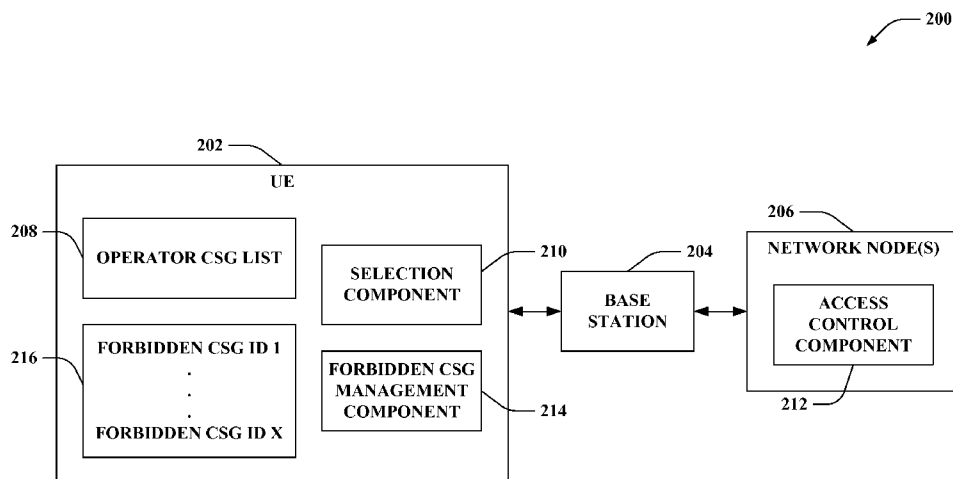 200
202
UE
208
OPERATOR CSG LIST
210
SELECTION
COMPONENT
216
FORBIDDEN CSG ID 1
.
.
.
FORBIDDEN CSG ID X
FORBIDDEN CSG
MANAGEMENT
COMPONENT
214
204
BASE
STATION
206
NETWORK NODE(S)
ACCESS
CONTROL
COMPONENT
212